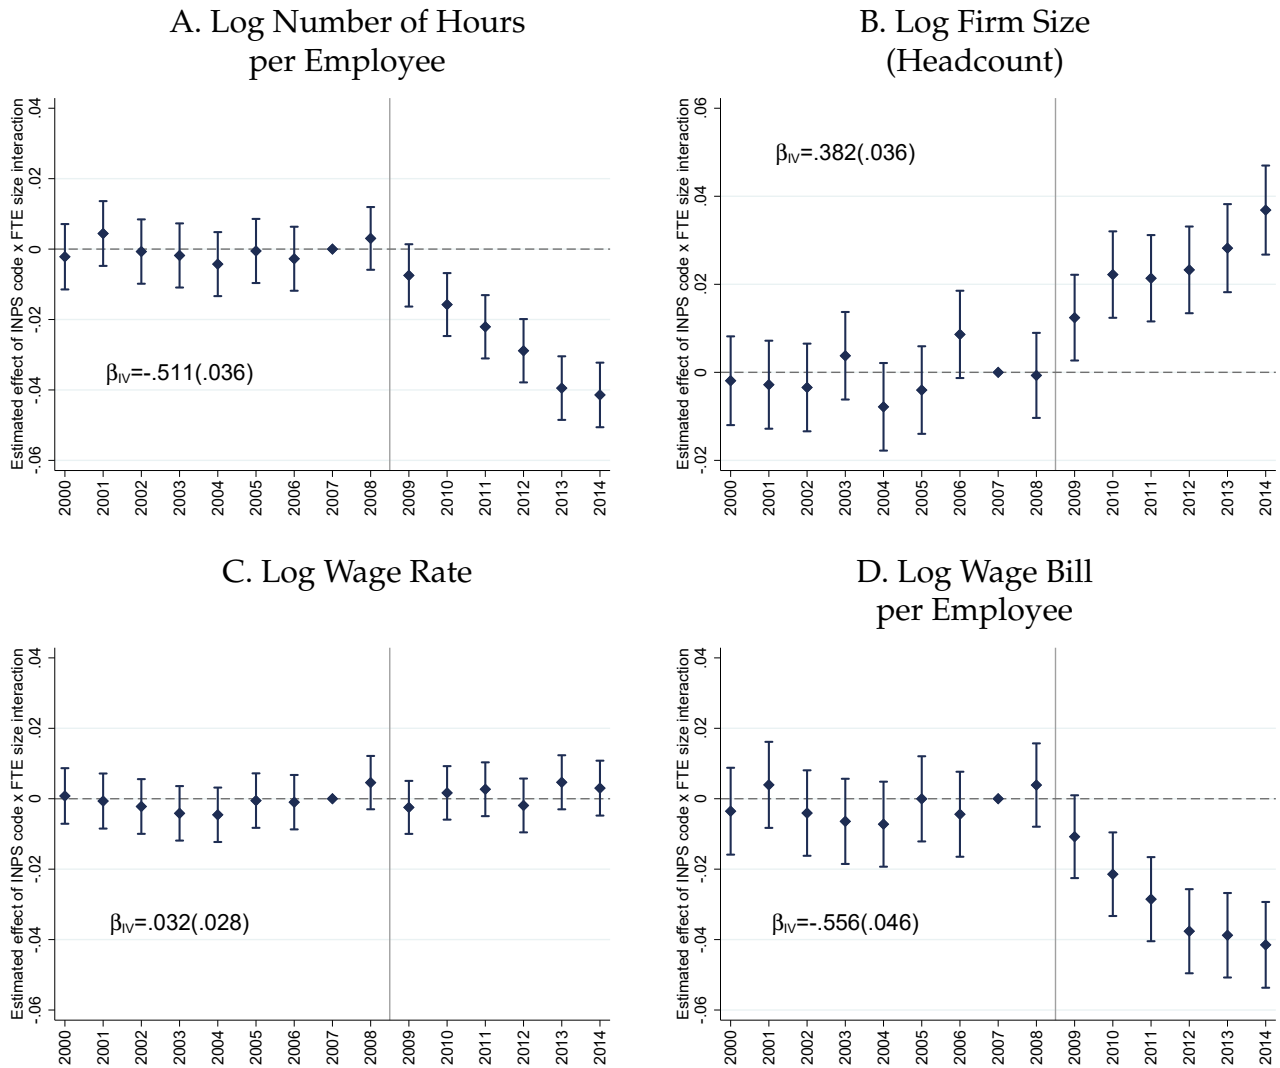 A. Log Number of Hours
per Employee
Estimated effect of INPS code x FTE size interaction
.04
.02
0
-.02
-.04
-.06
βIV=-.511(.036)
2000 2001 2002 2003 2004 2005 2006 2007 2008 2009 2010 2011 2012 2013 2014
B. Log Firm Size
(Headcount)
Estimated effect of INPS code x FTE size interaction
.06
.04
.02
0
-.02
βIV=.382(.036)
2000 2001 2002 2003 2004 2005 2006 2007 2008 2009 2010 2011 2012 2013 2014
C. Log Wage Rate
Estimated effect of INPS code x FTE size interaction
.04
.02
0
-.02
-.04
-.06
βIV=.032(.028)
2000 2001 2002 2003 2004 2005 2006 2007 2008 2009 2010 2011 2012 2013 2014
D. Log Wage Bill
per Employee
Estimated effect of INPS code x FTE size interaction
.04
.02
0
-.02
-.04
-.06
βIV=-.556(.046)
2000 2001 2002 2003 2004 2005 2006 2007 2008 2009 2010 2011 2012 2013 2014